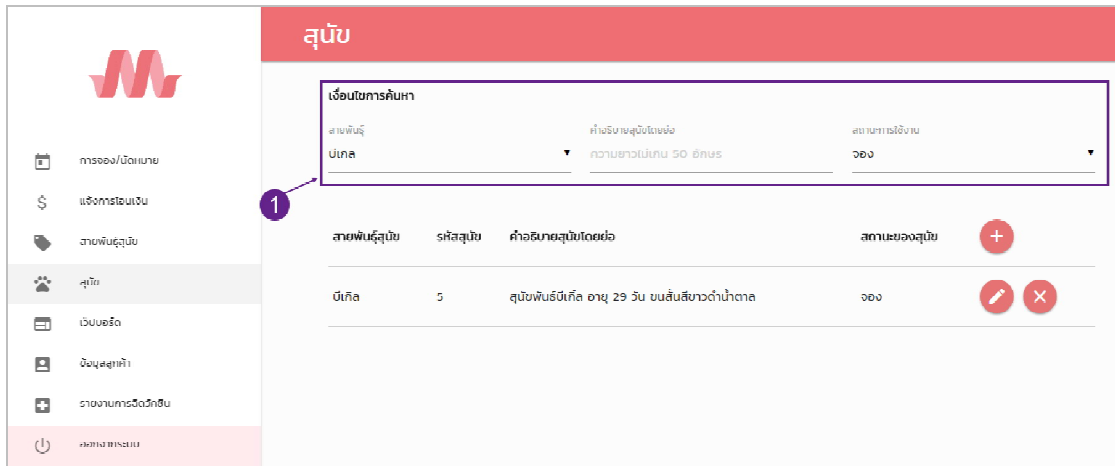 สุนัข
เงื่อนไขการค้นหา
สายพันธุ์ คำอธิบายสุนัขโดยย่อ สถานะการใช้งาน
บีเกล ความยาวไม่เกิน 50 อักษร จอง
1
การจอง/นัดหมาย
แจ้งการโอนเงิน
สายพันธุ์สุนัข
สุนัข
เว็บบอร์ด
ข้อมูลลูกค้า
รายงานการฉีดวัคซีน
ออกจากระบบ
สายพันธุ์สุนัข รหัสสุนัข คำอธิบายสุนัขโดยย่อ สถานะของสุนัข
บีเกิล 5 สุนัขพันธ์บีเกิ้ล อายุ 29 วัน ขนสั้นสีขาวดำน้ำตาล จอง